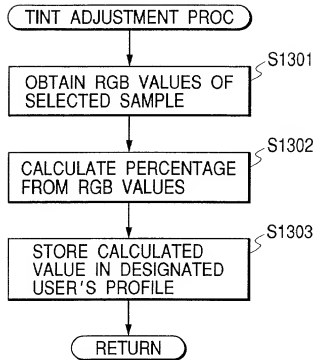 TINT ADJUSTMENT PROC
S1301
OBTAIN RGB VALUES OF
SELECTED SAMPLE
S1302
CALCULATE PERCENTAGE
FROM RGB VALUES
S1303
STORE CALCULATED
VALUE IN DESIGNATED
USER'S PROFILE
RETURN